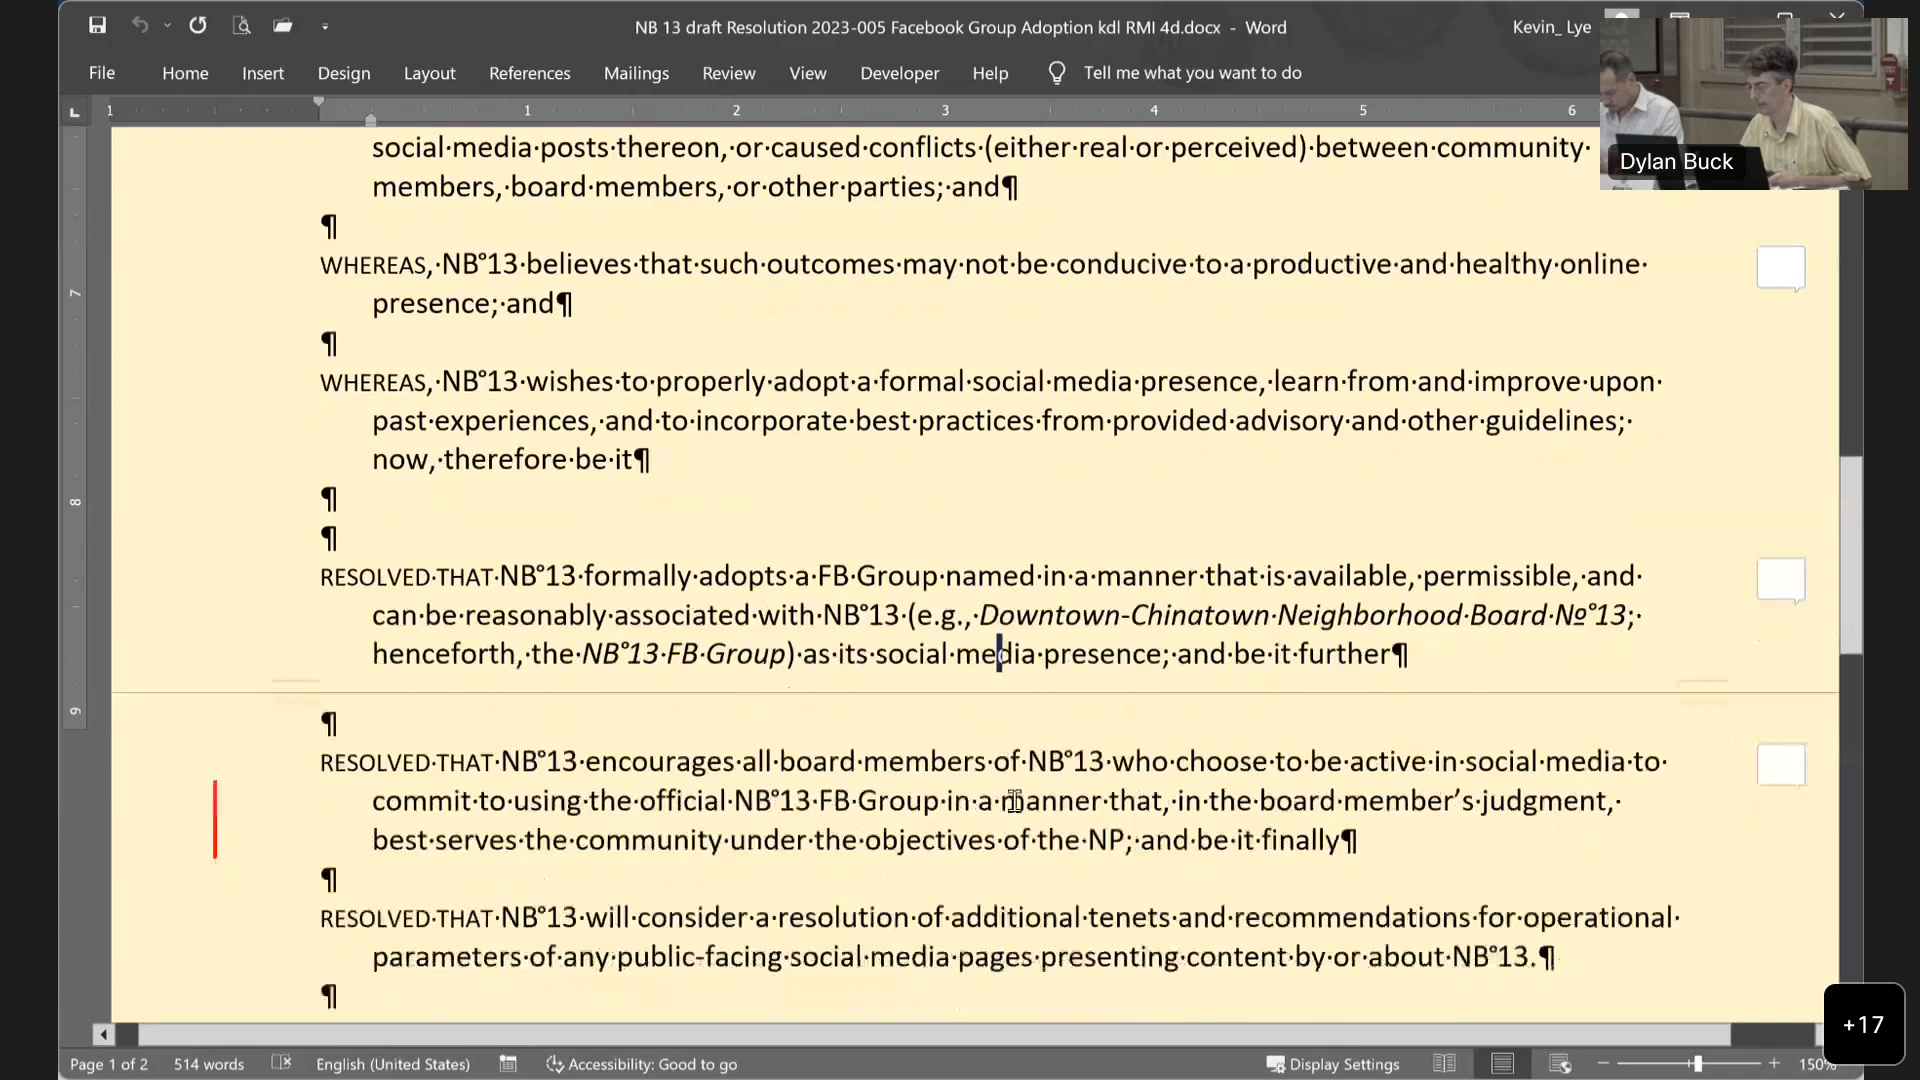 NB 13 draft Resolution 2023-005 Facebook Group Adoption kdl RMI 4d.docx - Word
Kevin_ Lye
File Home Insert Design Layout References Mailings Review View Developer Help Tell me what you want to do
1 1 2 3 4 5 6
Dylan Buck
social·media·posts·thereon,·or·caused·conflicts·(either·real·or·perceived)·between·community·
members,·board·members,·or·other·parties;·and¶
¶
WHEREAS,·NB°13·believes·that·such·outcomes·may·not·be·conducive·to·a·productive·and·healthy·online·
7
presence;·and¶
¶
WHEREAS,·NB°13·wishes·to·properly·adopt·a·formal·social·media·presence,·learn·from·and·improve·upon·
past·experiences,·and·to·incorporate·best·practices·from·provided·advisory·and·other·guidelines;·
now,·therefore·be·it¶
8
¶
¶
RESOLVED·THAT·NB°13·formally·adopts·a·FB·Group·named·in·a·manner·that·is·available,·permissible,·and·
can·be·reasonably·associated·with·NB°13·(e.g.,·Downtown-Chinatown·Neighborhood·Board·№°13;·
henceforth,·the·NB°13·FB·Group)·as·its·social·media·presence;·and·be·it·further¶
9
¶
RESOLVED·THAT·NB°13·encourages·all·board·members·of·NB°13·who·choose·to·be·active·in·social·media·to·
commit·to·using·the·official·NB°13·FB·Group·in·a·manner·that,·in·the·board·member’s·judgment,·
best·serves·the·community·under·the·objectives·of·the·NP;·and·be·it·finally¶
¶
RESOLVED·THAT·NB°13·will·consider·a·resolution·of·additional·tenets·and·recommendations·for·operational·
parameters·of·any·public-facing·social·media·pages·presenting·content·by·or·about·NB°13.¶
¶
+17
Page 1 of 2 514 words English (United States) Accessibility: Good to go Display Settings 150%